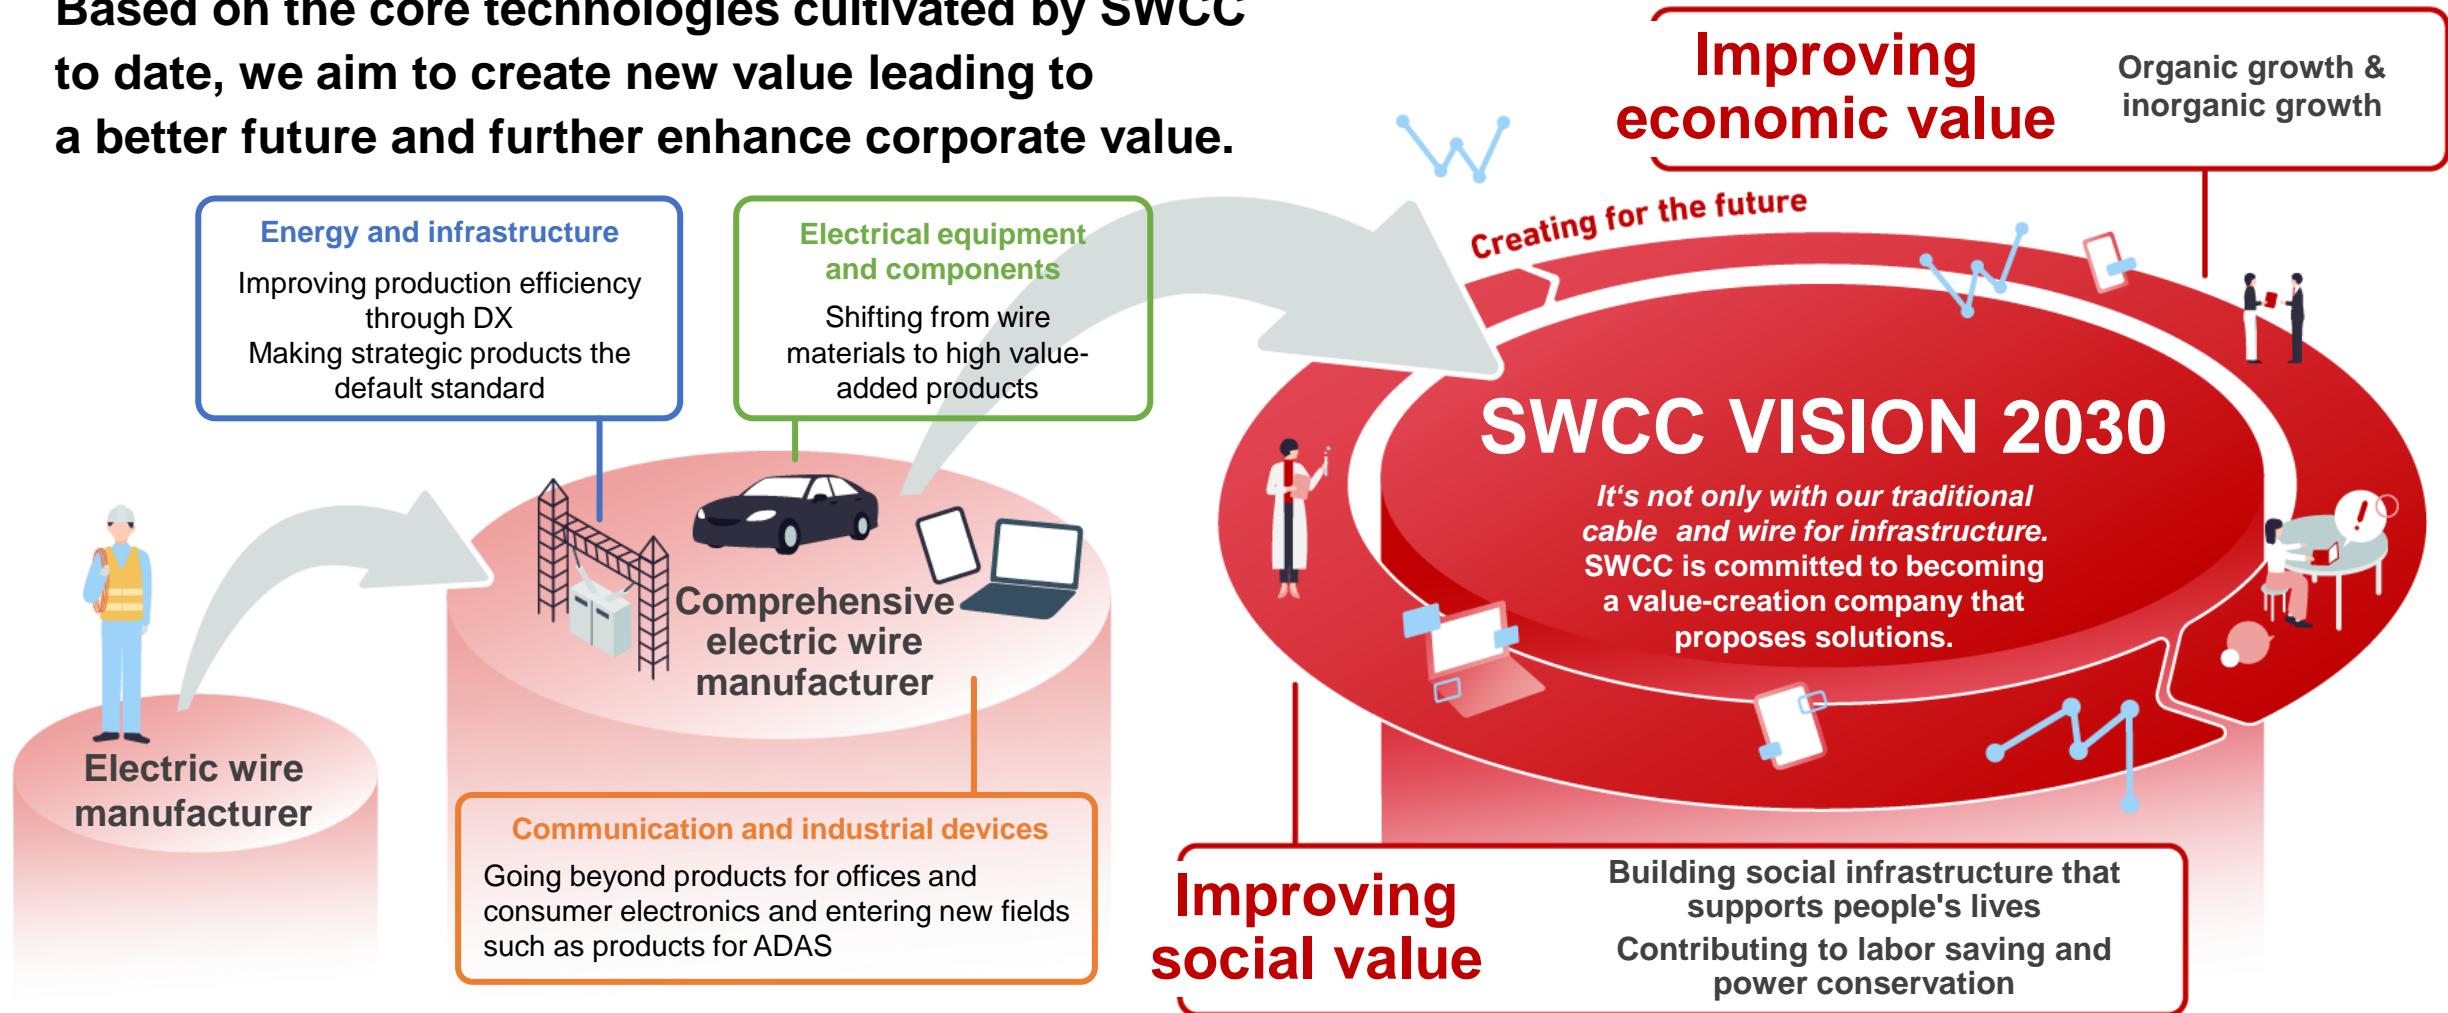 Based on the core technologies cultivated by SWCC
to date, we aim to create new value leading to
a better future and further enhance corporate value.
Improving
economic value
Organic growth &
inorganic growth
Energy and infrastructure
Improving production efficiency
through DX
Making strategic products the
default standard
Electrical equipment
and components
Shifting from wire
materials to high value-
added products
Creating for the future
SWCC VISION 2030
It's not only with our traditional
cable and wire for infrastructure.
SWCC is committed to becoming
a value-creation company that
proposes solutions.
Comprehensive
electric wire
manufacturer
Electric wire
manufacturer
Communication and industrial devices
Going beyond products for offices and
consumer electronics and entering new fields
such as products for ADAS
Improving
social value
Building social infrastructure that
supports people's lives
Contributing to labor saving and
power conservation